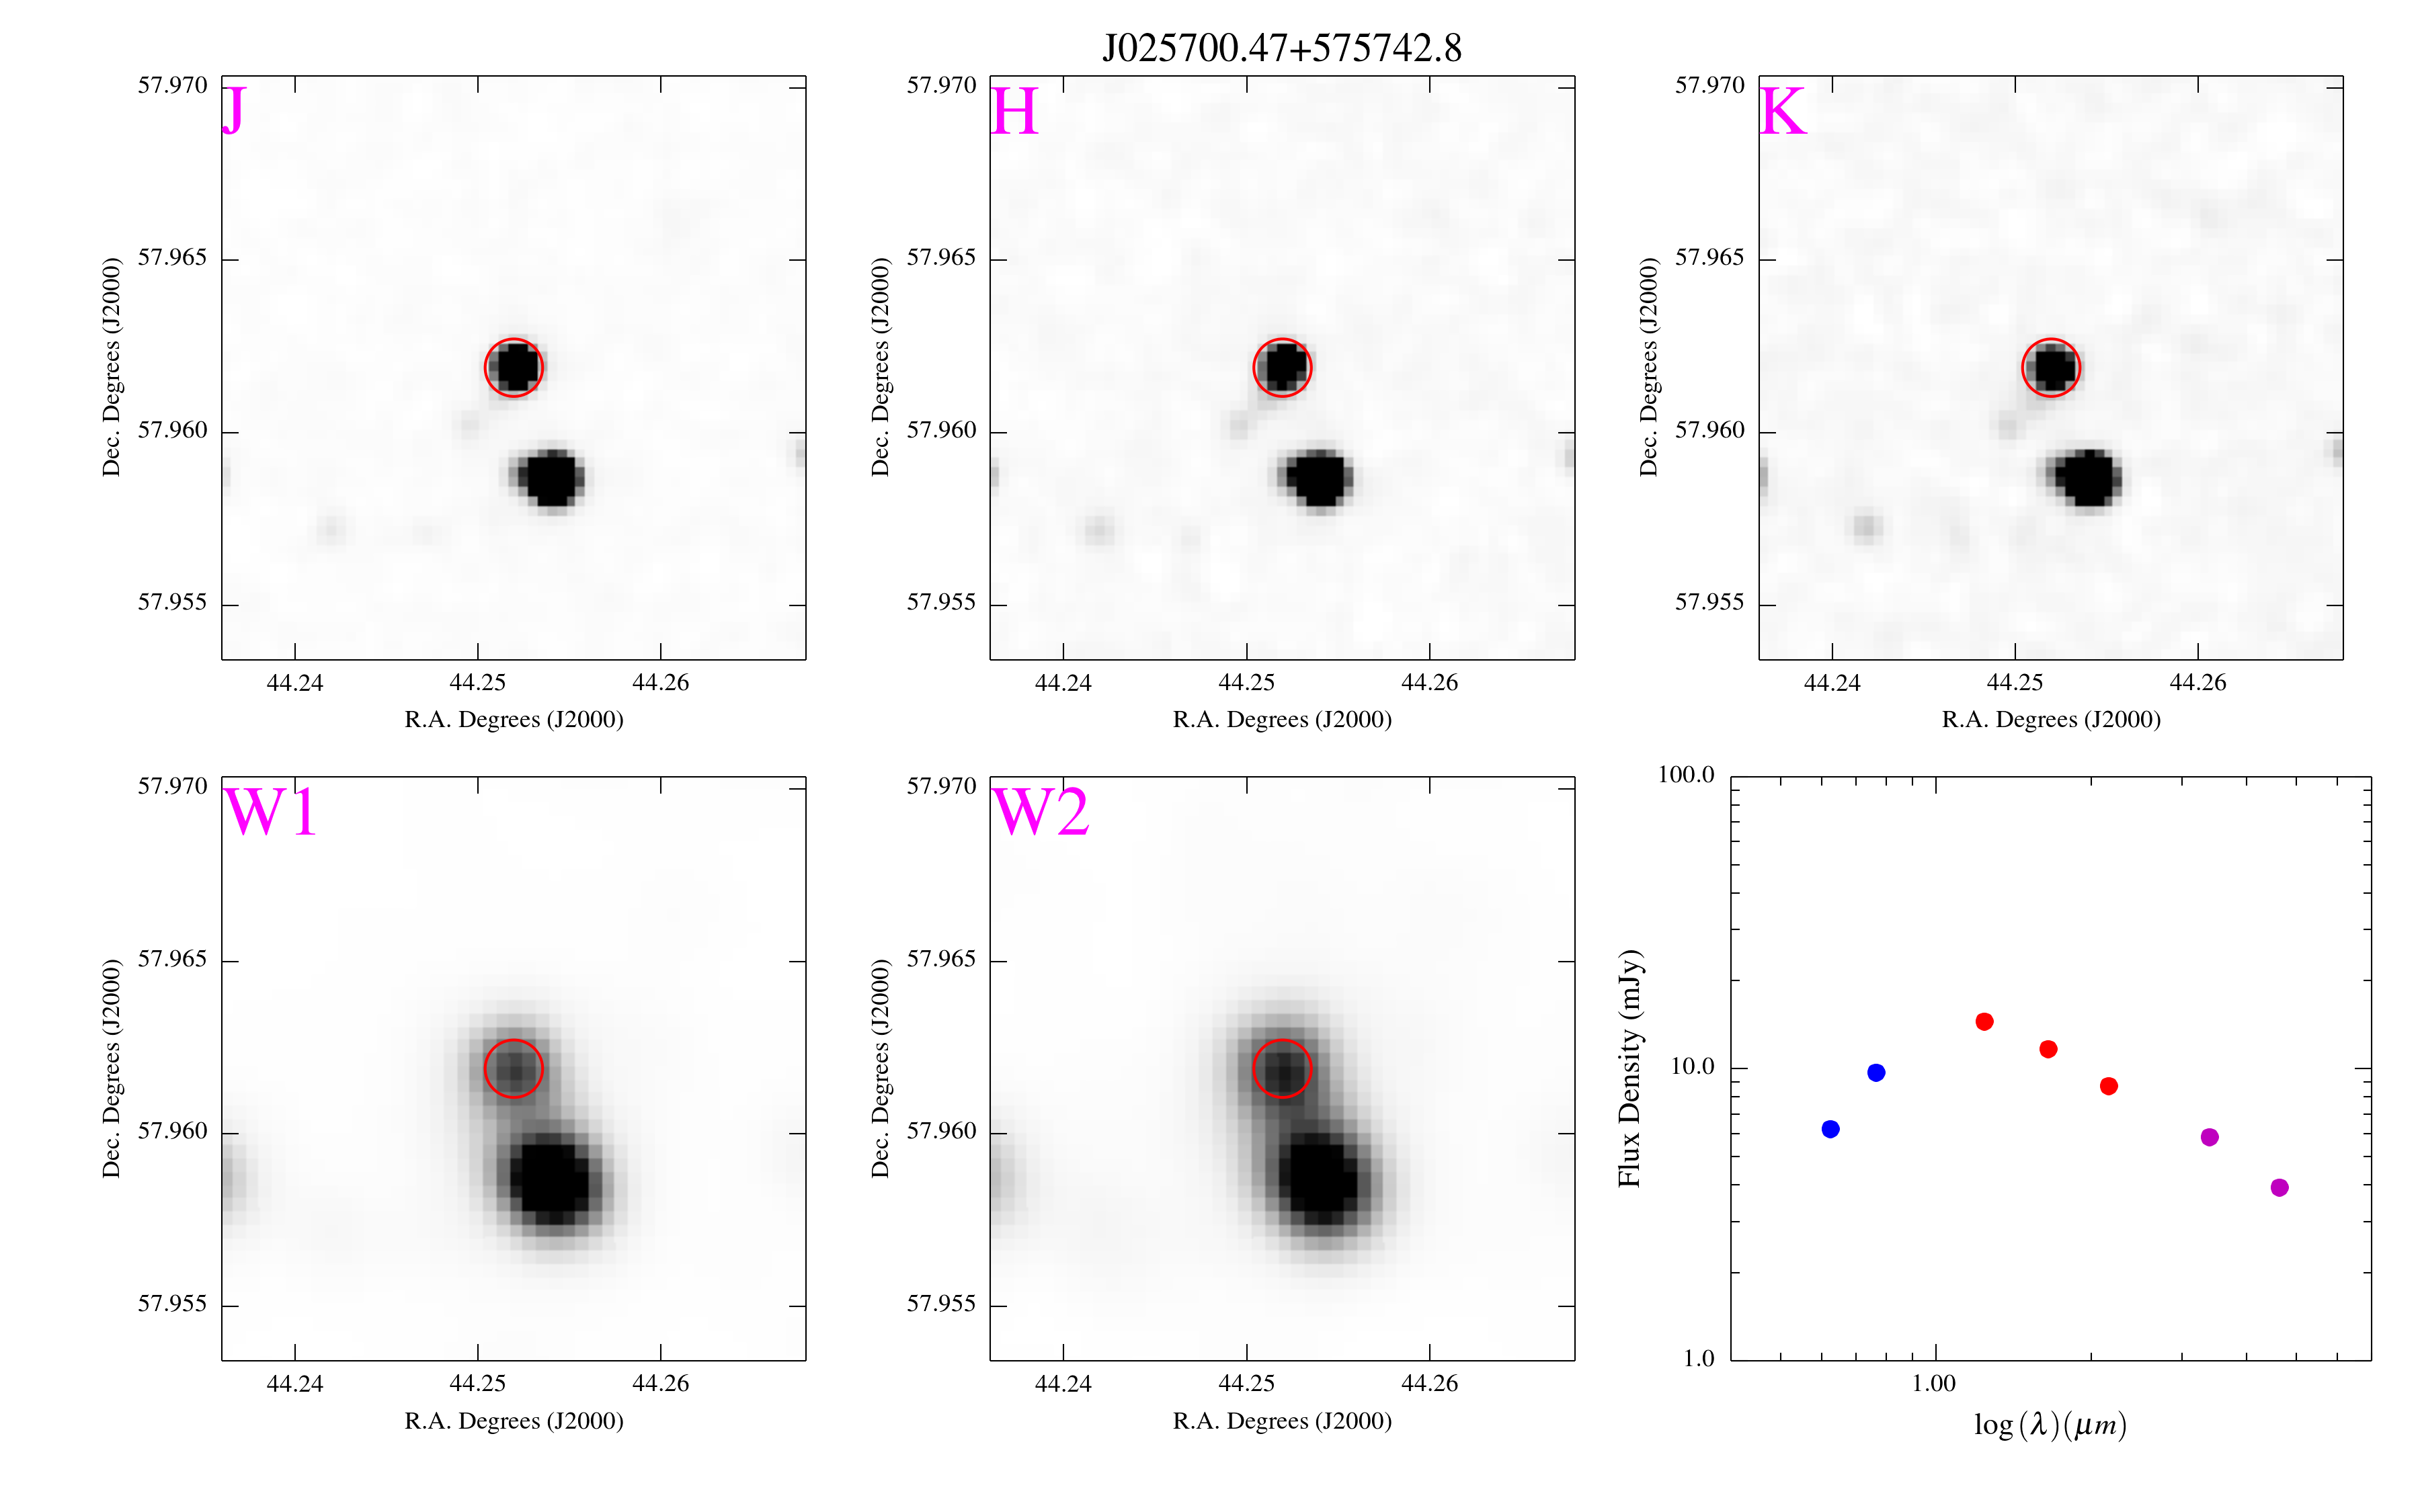 J025700.47+575742.8
J
57.970
57.965
57.960
57.955
Dec. Degrees (J2000)
44.24 44.25 44.26
R.A. Degrees (J2000)
H
57.970
57.965
57.960
57.955
Dec. Degrees (J2000)
44.24 44.25 44.26
R.A. Degrees (J2000)
K
57.970
57.965
57.960
57.955
Dec. Degrees (J2000)
44.24 44.25 44.26
R.A. Degrees (J2000)
W1
57.970
57.965
57.960
57.955
Dec. Degrees (J2000)
44.24 44.25 44.26
R.A. Degrees (J2000)
W2
57.970
57.965
57.960
57.955
Dec. Degrees (J2000)
44.24 44.25 44.26
R.A. Degrees (J2000)
100.0
10.0
1.0
Flux Density (mJy)
1.00
log (λ)(μm)